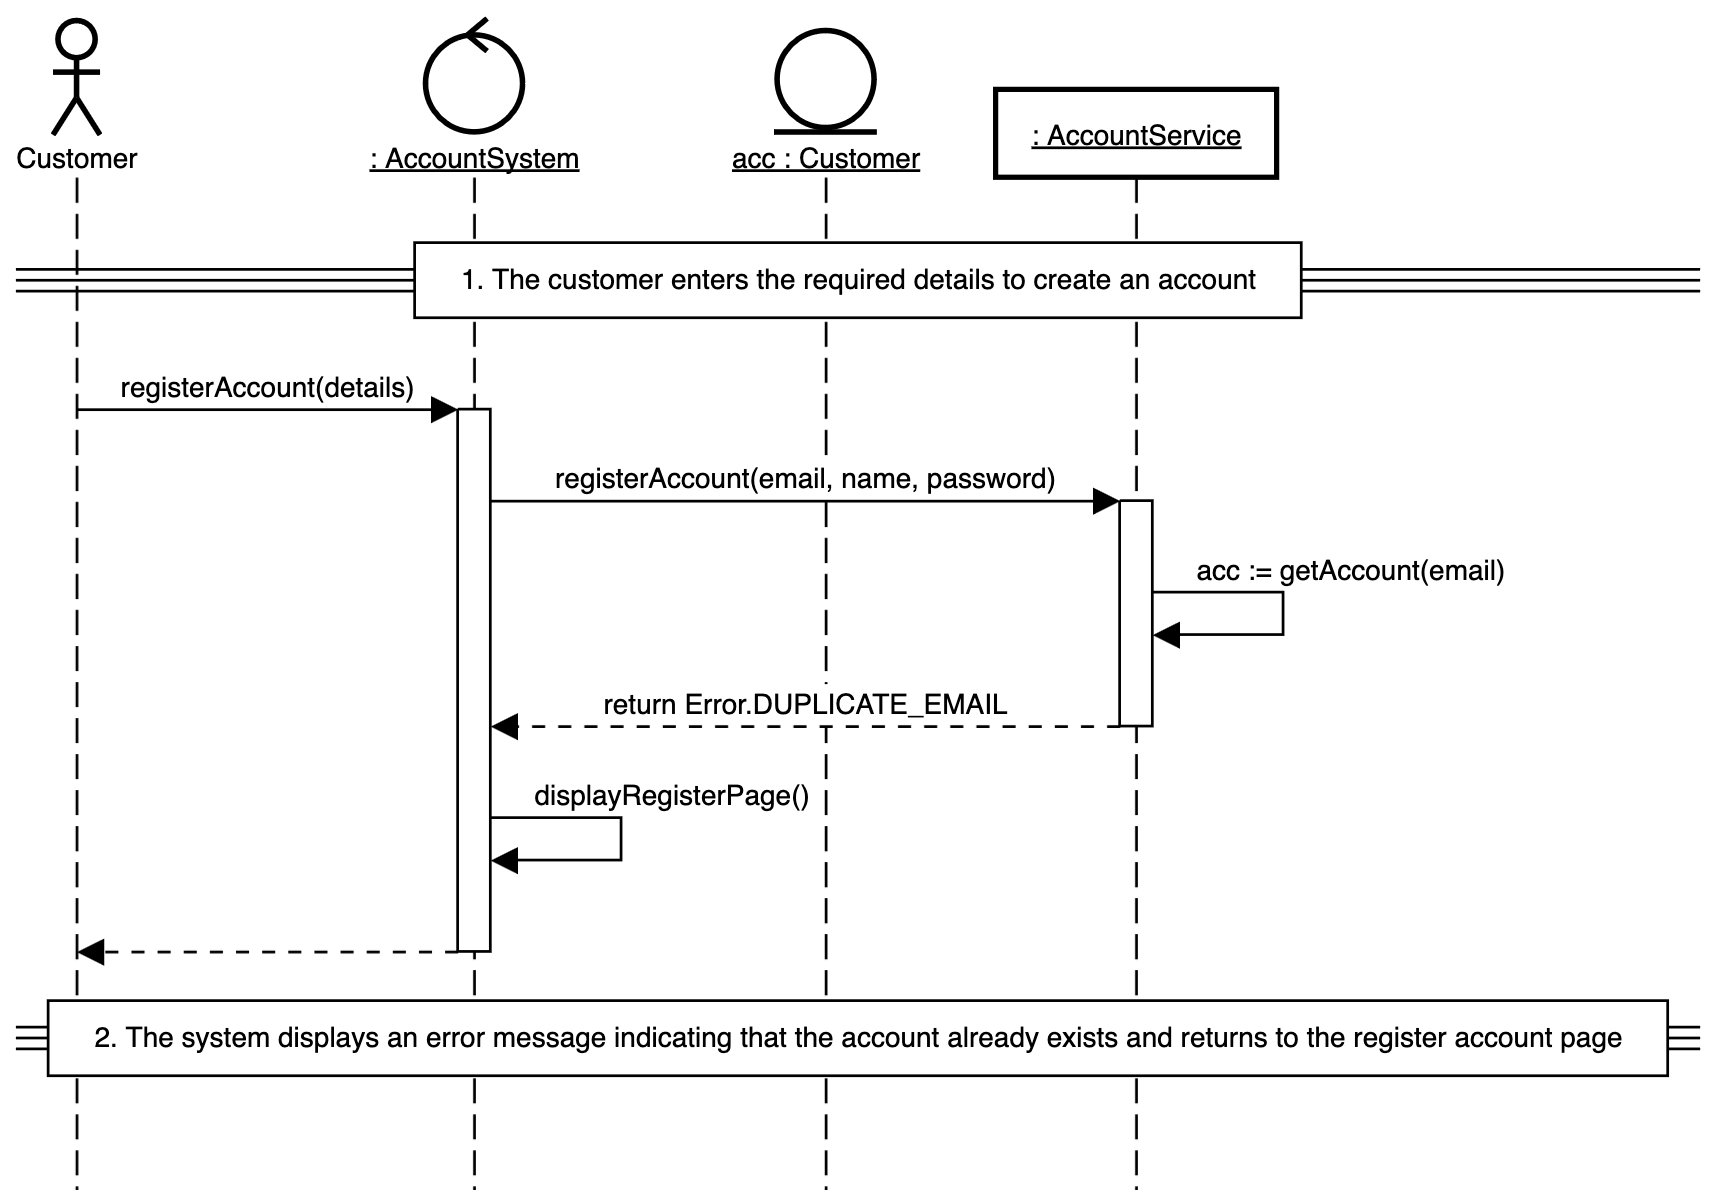 Customer
: AccountSystem
acc : Customer
: AccountService
1. The customer enters the required details to create an account
registerAccount(details)
registerAccount(email, name, password)
acc := getAccount(email)
return Error.DUPLICATE_EMAIL
displayRegisterPage()
2. The system displays an error message indicating that the account already exists and returns to the register account page